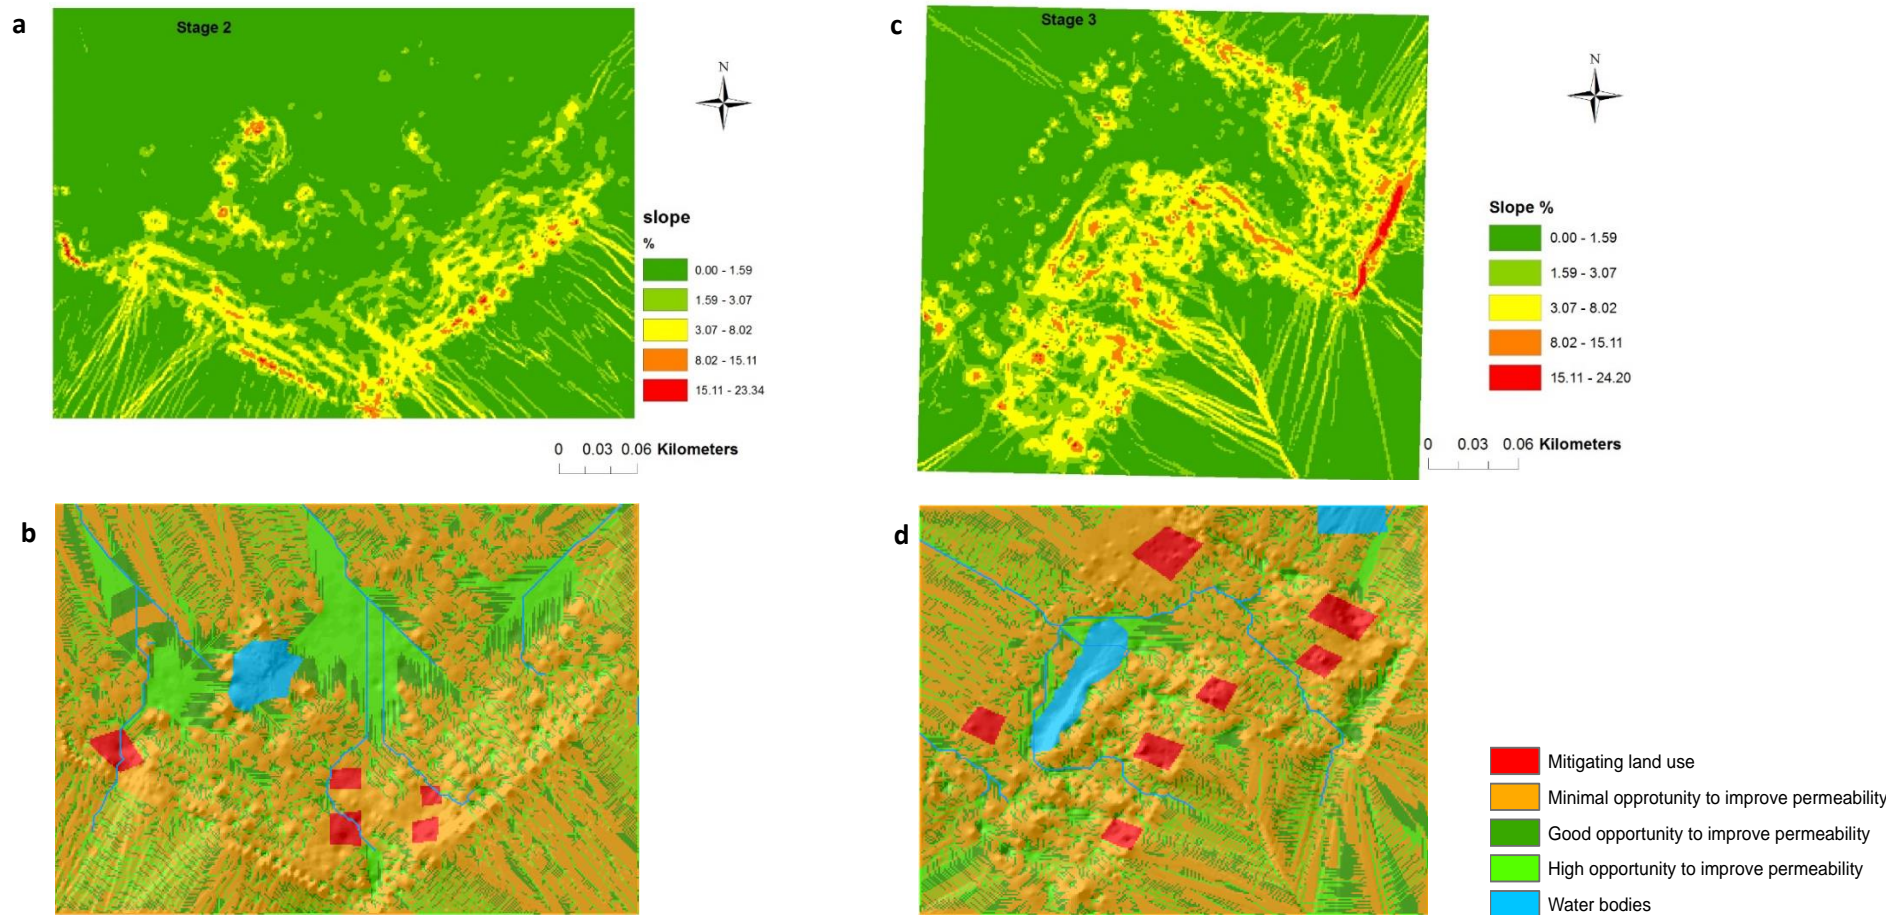 a
Stage 2
N
slope
%
0.00 - 1.59
1.59 - 3.07
3.07 - 8.02
8.02 - 15.11
15.11 - 23.34
0 0.03 0.06 Kilometers
c
Stage 3
N
Slope %
0.00 - 1.59
1.59 - 3.07
3.07 - 8.02
8.02 - 15.11
15.11 - 24.20
0 0.03 0.06 Kilometers
b
d
Mitigating land use
Minimal opprotunity to improve permeability
Good opportunity to improve permeability
High opportunity to improve permeability
Water bodies